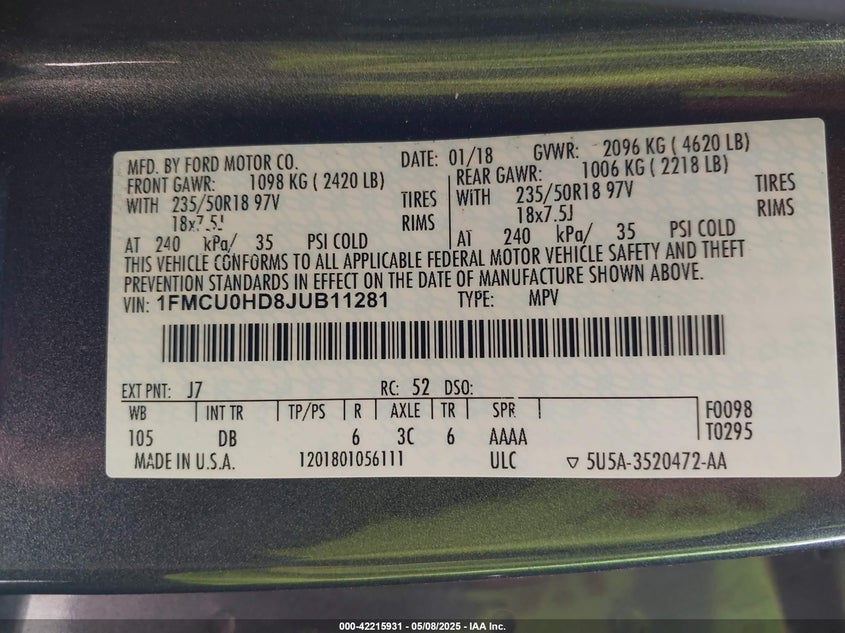 MFD. BY FORD MOTOR CO. DATE: 01/18 GVWR: 2096 KG ( 4620 LB)
FRONT GAWR: 1098 KG ( 2420 LB) REAR GAWR: 1006 KG ( 2218 LB)
WITH 235/50R18 97V TIRES WITH 235/50R18 97V TIRES
18x7.5J RIMS 18x7.5J RIMS
AT 240 kPa/ 35 PSI COLD AT 240 kPa/ 35 PSI COLD
THIS VEHICLE CONFORMS TO ALL APPLICABLE FEDERAL MOTOR VEHICLE SAFETY AND THEFT
PREVENTION STANDARDS IN EFFECT ON THE DATE OF MANUFACTURE SHOWN ABOVE.
VIN: 1FMCU0HD8JUB11281 TYPE: MPV
EXT PNT: J7 RC: 52 DSO:
WB INT TR TP/PS R AXLE TR SPR F0098
105 DB 6 3C 6 AAAA T0295
MADE IN U.S.A. 1201801056111 ULC ▽ 5U5A-3520472-AA
000-42215931 - 05/08/2025 - IAA Inc.